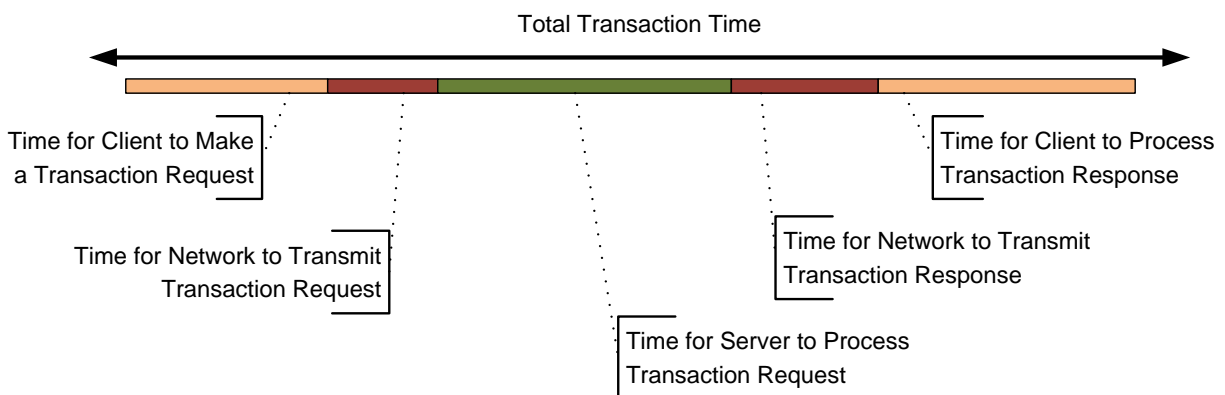 Total Transaction Time
Time for Client to Make
a Transaction Request
Time for Client to Process
Transaction Response
Time for Network to Transmit
Transaction Request
Time for Network to Transmit
Transaction Response
Time for Server to Process
Transaction Request